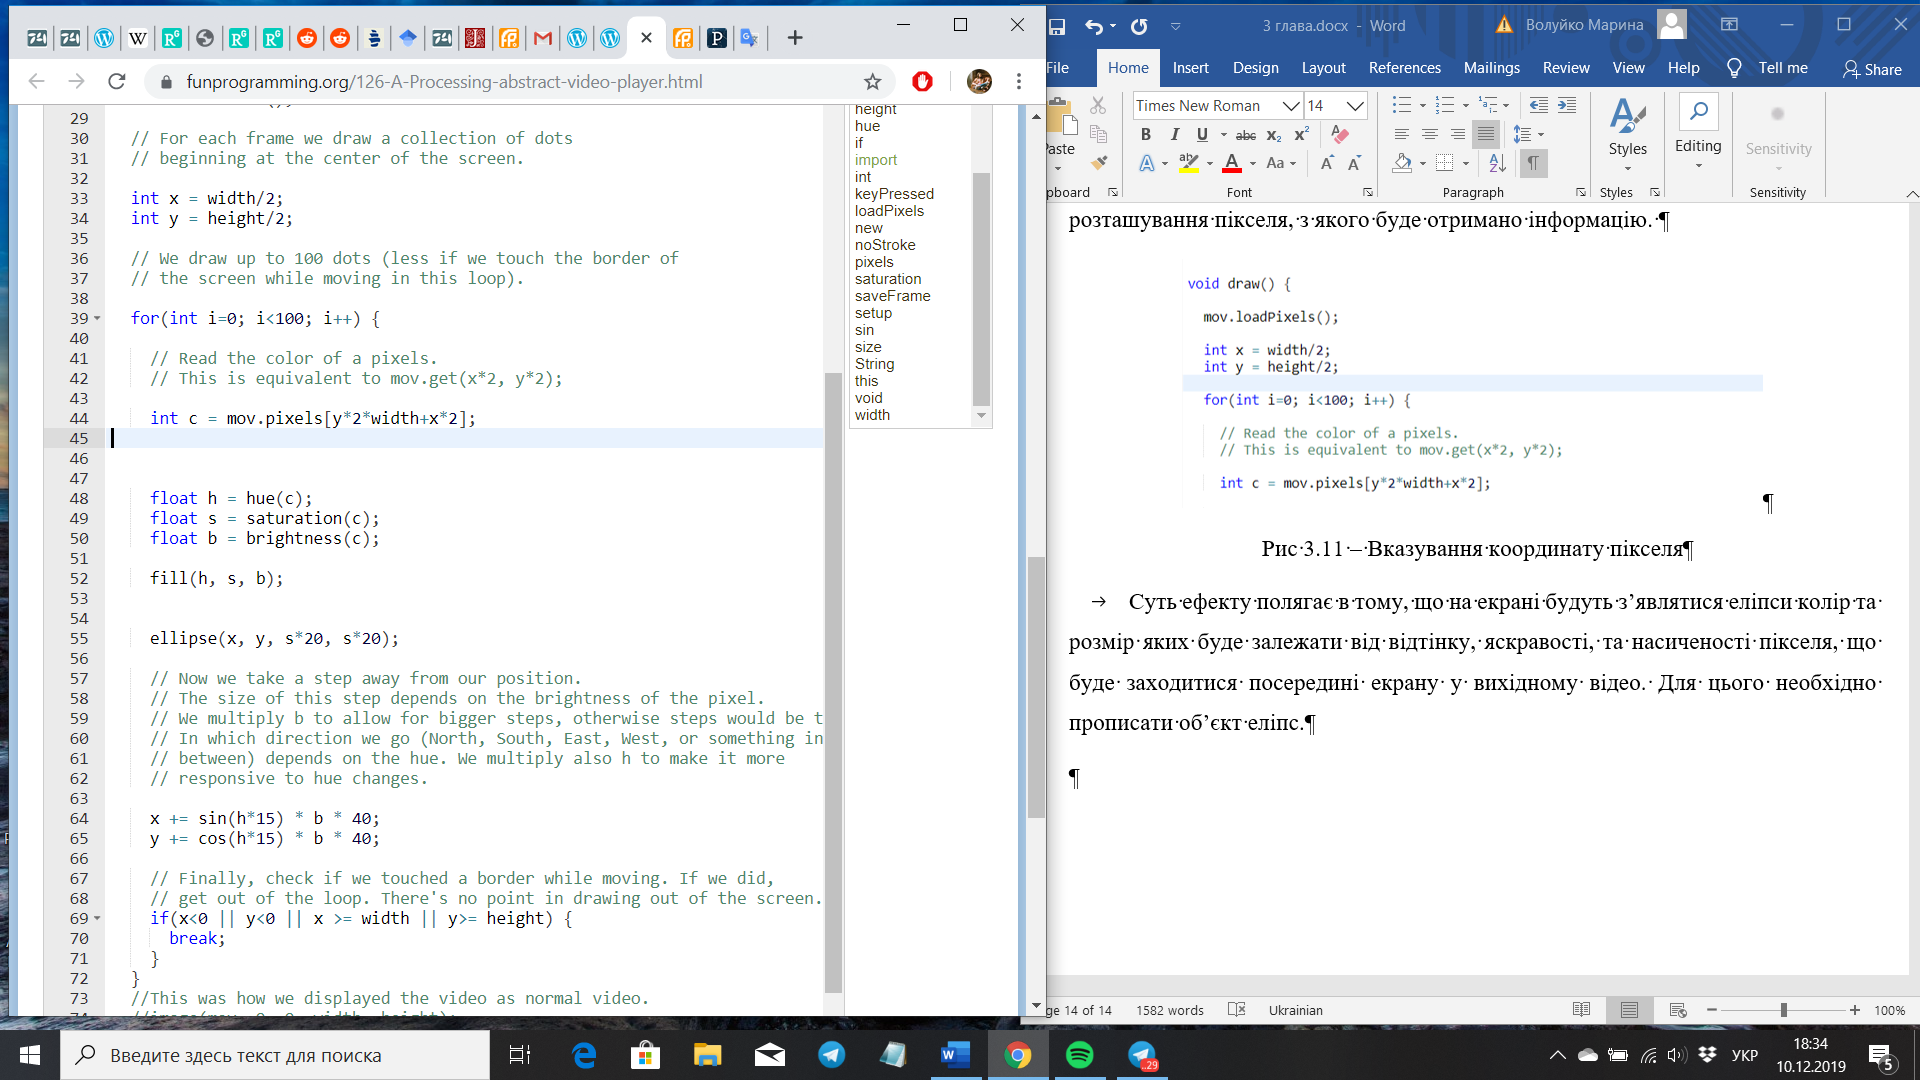 funprogramming.org/126-A-Processing-abstract-video-player.html
29
30 // For each frame we draw a collection of dots
31 // beginning at the center of the screen.
32
33 int x = width/2;
34 int y = height/2;
35
36 // We draw up to 100 dots (less if we touch the border of
37 // the screen while moving in this loop).
38
39 for(int i=0; i<100; i++) {
40
41 // Read the color of a pixels.
42 // This is equivalent to mov.get(x*2, y*2);
43
44 int c = mov.pixels[y*2*width+x*2];
45
46
47
48 float h = hue(c);
49 float s = saturation(c);
50 float b = brightness(c);
51
52 fill(h, s, b);
53
54
55 ellipse(x, y, s*20, s*20);
56
57 // Now we take a step away from our position.
58 // The size of this step depends on the brightness of the pixel.
59 // We multiply b to allow for bigger steps, otherwise steps would be t
60 // In which direction we go (North, South, East, West, or something in
61 // between) depends on the hue. We multiply also h to make it more
62 // responsive to hue changes.
63
64 x += sin(h*15) * b * 40;
65 y += cos(h*15) * b * 40;
66
67 // Finally, check if we touched a border while moving. If we did,
68 // get out of the loop. There's no point in drawing out of the screen.
69 if(x<0 || y<0 || x >= width || y>= height) {
70 break;
71 }
72 }
73 //This was how we displayed the video as normal video.
height
hue
if
import
int
keyPressed
loadPixels
new
noStroke
pixels
saturation
saveFrame
setup
sin
size
String
this
void
width
3 глава.docx - Word
Волуйко Марина
File Home Insert Design Layout References Mailings Review View Help Tell me Share
Times New Roman 14
Paste
B I U abc x₂ x²
A ab A Aa A A
Styles
Editing
Sensitivity
pboard Font Paragraph Styles Sensitivity
розташування пікселя, з якого буде отримано інформацію. ¶
void draw() {
mov.loadPixels();
int x = width/2;
int y = height/2;
for(int i=0; i<100; i++) {
// Read the color of a pixels.
// This is equivalent to mov.get(x*2, y*2);
int c = mov.pixels[y*2*width+x*2];
¶
Рис 3.11 – Вказування координату пікселя¶
→ Суть ефекту полягає в тому, що на екрані будуть з’являтися еліпси колір та
розмір яких буде залежати від відтінку, яскравості, та насиченості пікселя, що
буде заходитися посередині екрану у вихідному відео. Для цього необхідно
прописати об’єкт еліпс.¶
¶
ge 14 of 14 1582 words Ukrainian 100%
Введите здесь текст для поиска
..29
УКР
18:34
10.12.2019
5